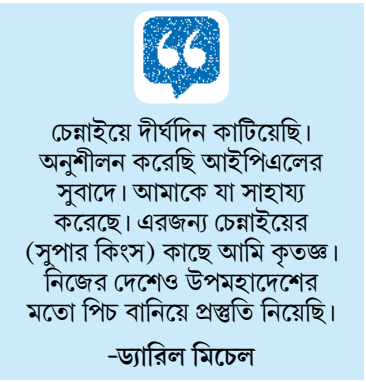 চেন্নাইয়ে দীর্ঘদিন কাটিয়েছি।
অনুশীলন করেছি আইপিএলের
সুবাদে। আমাকে যা সাহায্য
করেছে। এরজন্য চেন্নাইয়ের
(সুপার কিংস) কাছে আমি কৃতজ্ঞ।
নিজের দেশেও উপমহাদেশের
মতো পিচ বানিয়ে প্রস্তুতি নিয়েছি।
-ড্যারিল মিচেল